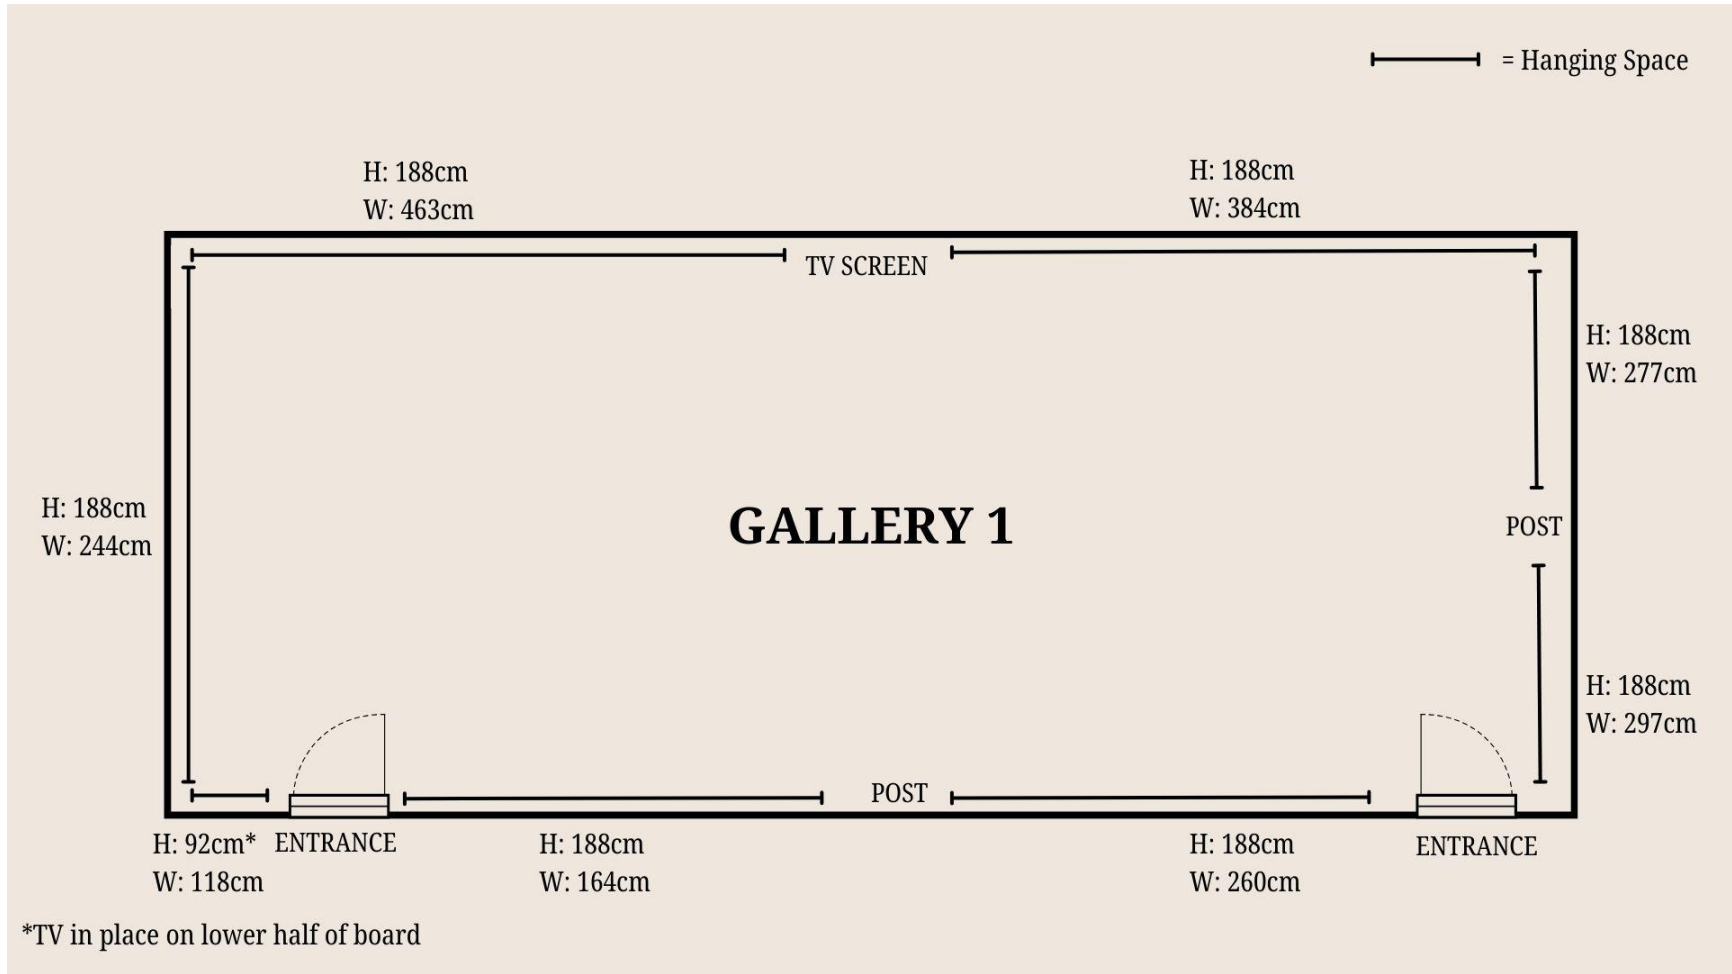 = Hanging Space
H: 188cm
W: 463cm
H: 188cm
W: 384cm
TV SCREEN
H: 188cm
W: 277cm
H: 188cm
W: 244cm
GALLERY 1
POST
H: 188cm
W: 297cm
POST
H: 92cm*
W: 118cm
ENTRANCE
H: 188cm
W: 164cm
H: 188cm
W: 260cm
ENTRANCE
*TV in place on lower half of board